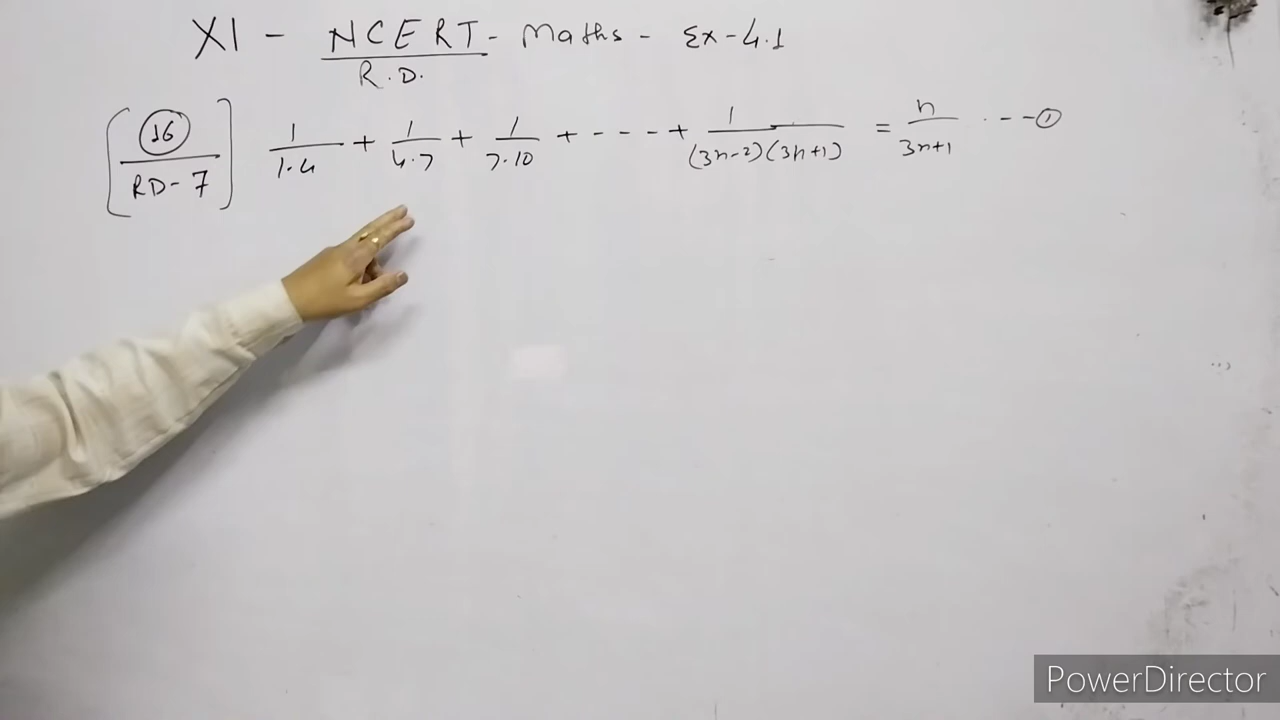 XI - NCERT - Maths - Ex-4.1
R.D.
[16 / RD-7] 1/1.4 + 1/4.7 + 1/7.10 + ---- + 1/(3n-2)(3n+1) = n/3n+1 ---①
PowerDirector